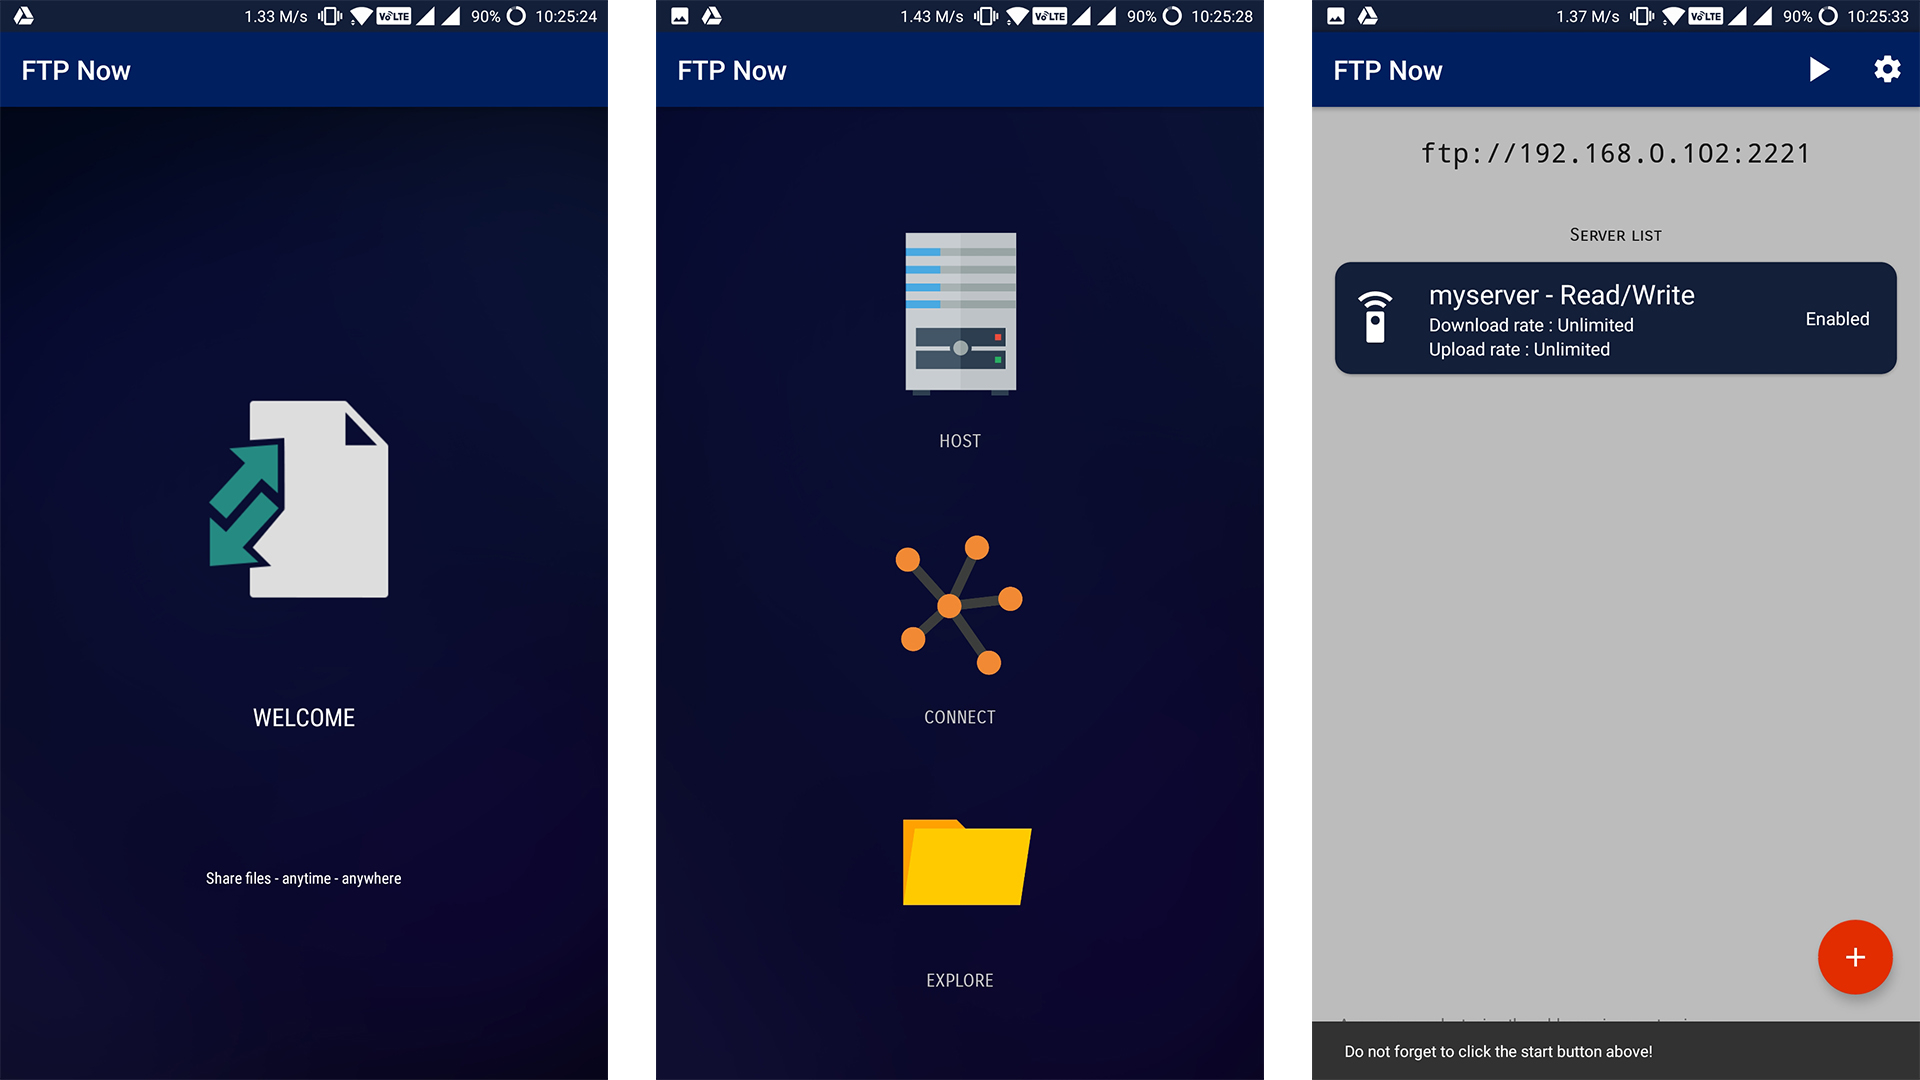 1.33 M/s VoLTE 90% 10:25:24
FTP Now
WELCOME
Share files - anytime - anywhere
1.43 M/s VoLTE 90% 10:25:28
FTP Now
HOST
CONNECT
EXPLORE
1.37 M/s VoLTE 90% 10:25:33
FTP Now
ftp://192.168.0.102:2221
Server list
myserver - Read/Write
Download rate : Unlimited
Upload rate : Unlimited
Enabled
+
Do not forget to click the start button above!